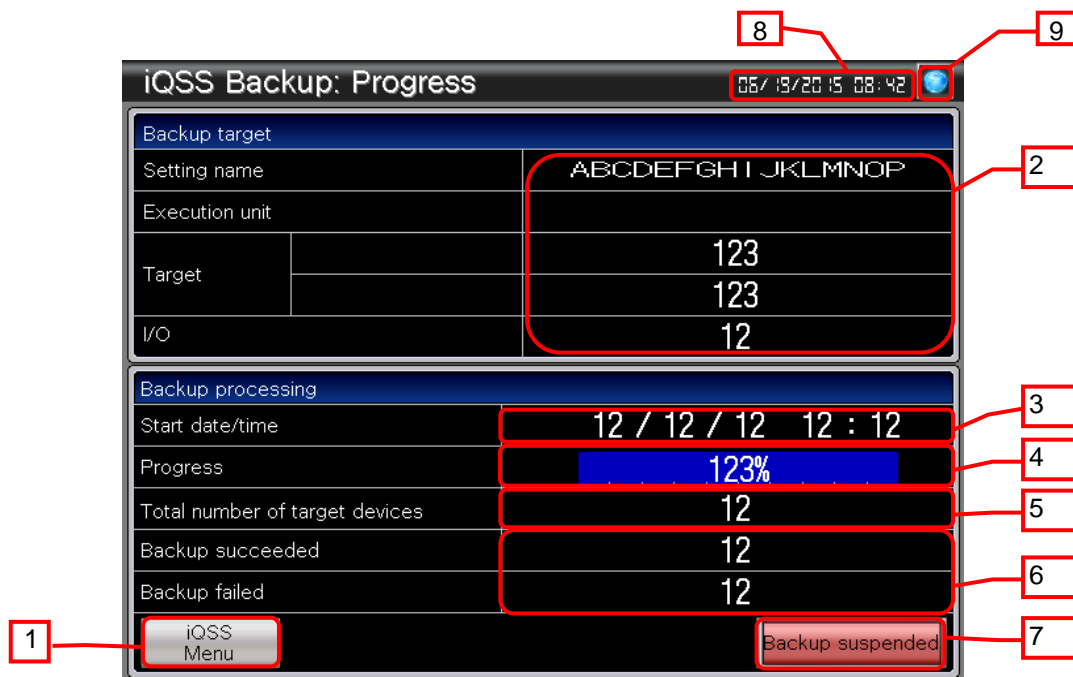 8
9
iQSS Backup: Progress
06/19/2015 08:42
Backup target
Setting name ABCDEFGHIJKLMNOP
2
Execution unit
Target
123
123
I/O 12
Backup processing
Start date/time 12 / 12 / 12 12 : 12
3
Progress 123%
4
Total number of target devices 12
5
Backup succeeded 12
Backup failed 12
6
1
iQSS
Menu
Backup suspended
7